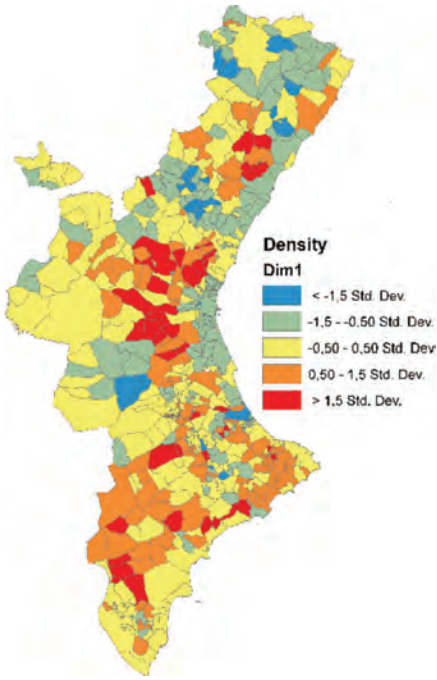 Density
Dim1
< -1,5 Std. Dev.
-1,5 - -0,50 Std. Dev.
-0,50 - 0,50 Std. Dev
0,50 - 1,5 Std. Dev.
> 1,5 Std. Dev.